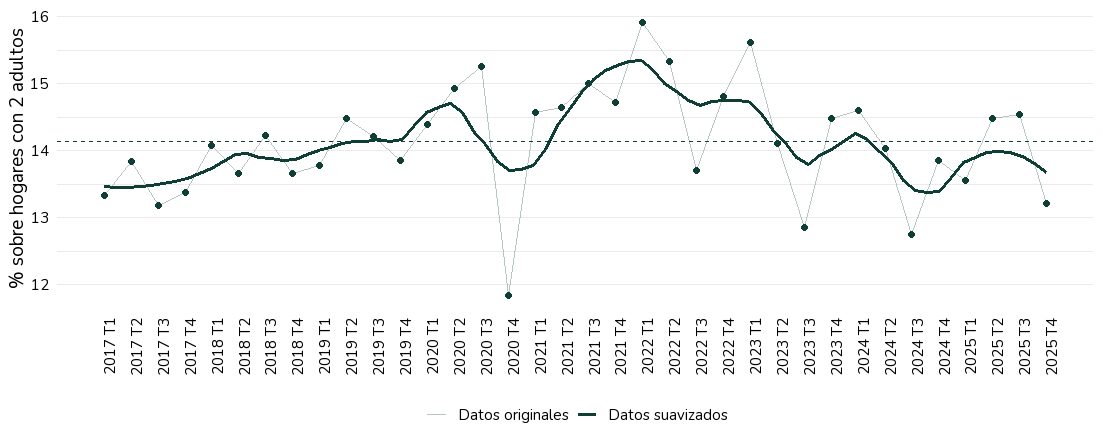 % sobre hogares con 2 adultos
16
15
14
13
12
2017 T1
2017 T2
2017 T3
2017 T4
2018 T1
2018 T2
2018 T3
2018 T4
2019 T1
2019 T2
2019 T3
2019 T4
2020 T1
2020 T2
2020 T3
2020 T4
2021 T1
2021 T2
2021 T3
2021 T4
2022 T1
2022 T2
2022 T3
2022 T4
2023 T1
2023 T2
2023 T3
2023 T4
2024 T1
2024 T2
2024 T3
2024 T4
2025 T1
2025 T2
2025 T3
2025 T4
Datos originales
Datos suavizados